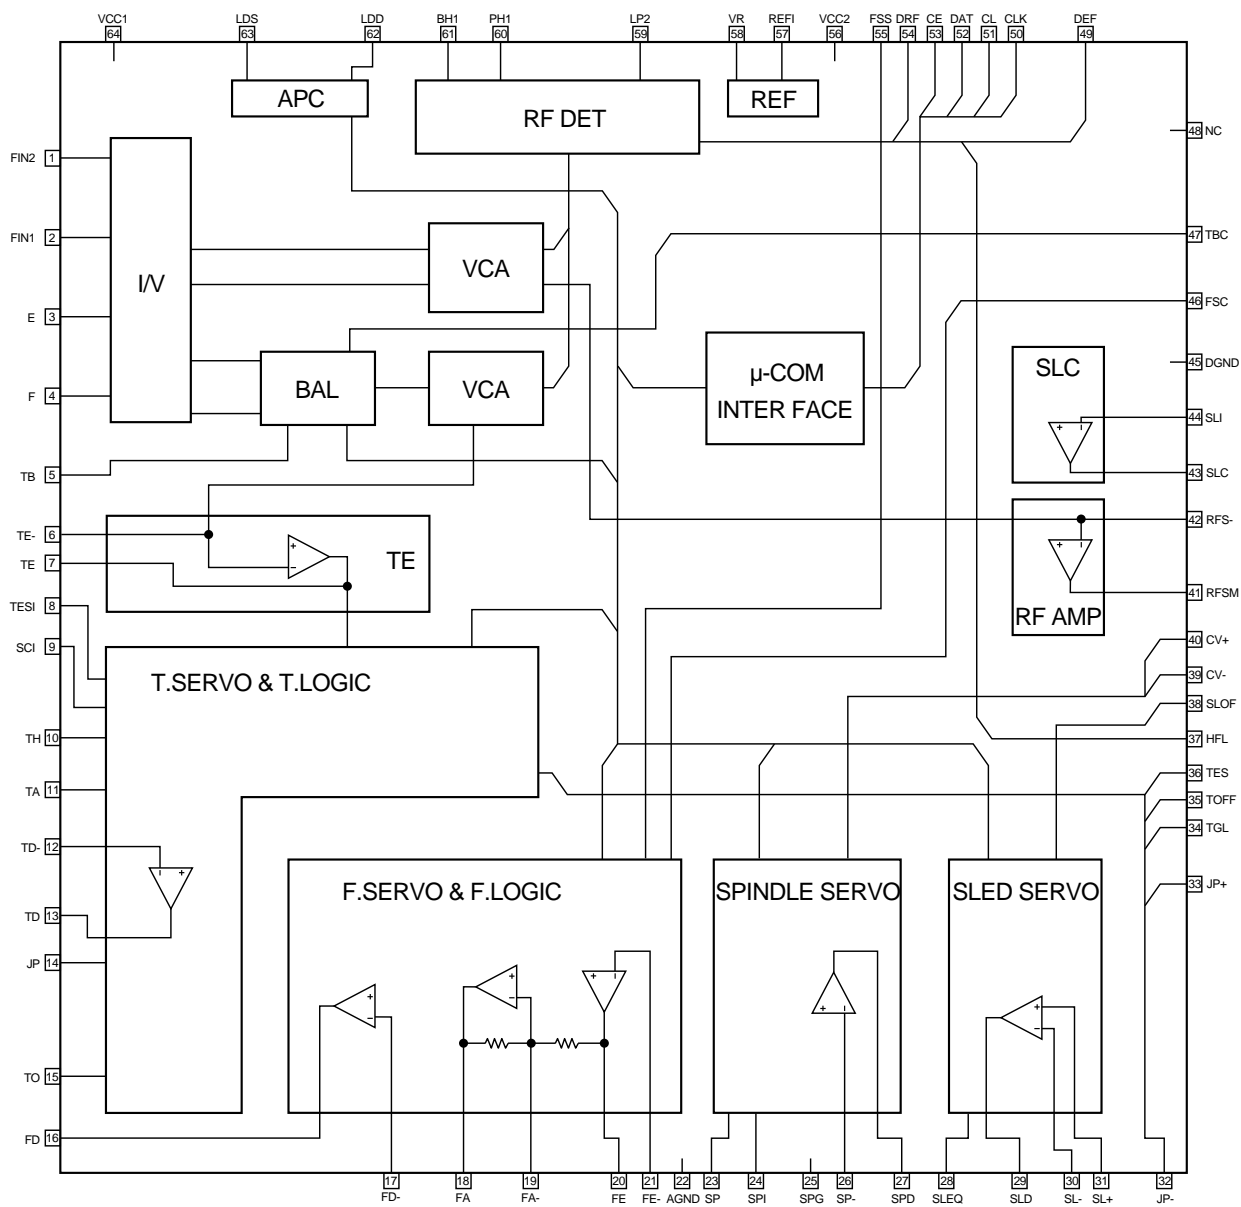 VCC1 LDS LDD BH1 PH1 LP2 VR REFI VCC2 FSS DRF CE DAT CL CLK DEF
64 63 62 61 60 59 58 57 56 55 54 53 52 51 50 49
APC
RF DET
REF
48 NC
FIN2 1
47 TBC
FIN1 2
VCA
I/V
46 FSC
E 3
45 DGND
SLC
µ-COM
INTER FACE
BAL
VCA
F 4
44 SLI
+ −
TB 5
43 SLC
42 RFS-
TE- 6
+ −
TE 7
TE
+
−
41 RFSM
TESI 8
RF AMP
40 CV+
SCI 9
39 CV-
T.SERVO & T.LOGIC
38 SLOF
TH 10
37 HFL
36 TES
TA 11
35 TOFF
34 TGL
TD- 12
− +
33 JP+
F.SERVO & F.LOGIC
SPINDLE SERVO
SLED SERVO
TD 13
JP 14
+
−
+
−
+ −
+ −
+
−
TO 15
FD 16
17 18 19 20 21 22 23 24 25 26 27 28 29 30 31 32
FD- FA FA- FE FE- AGND SP SPI SPG SP- SPD SLEQ SLD SL- SL+ JP-